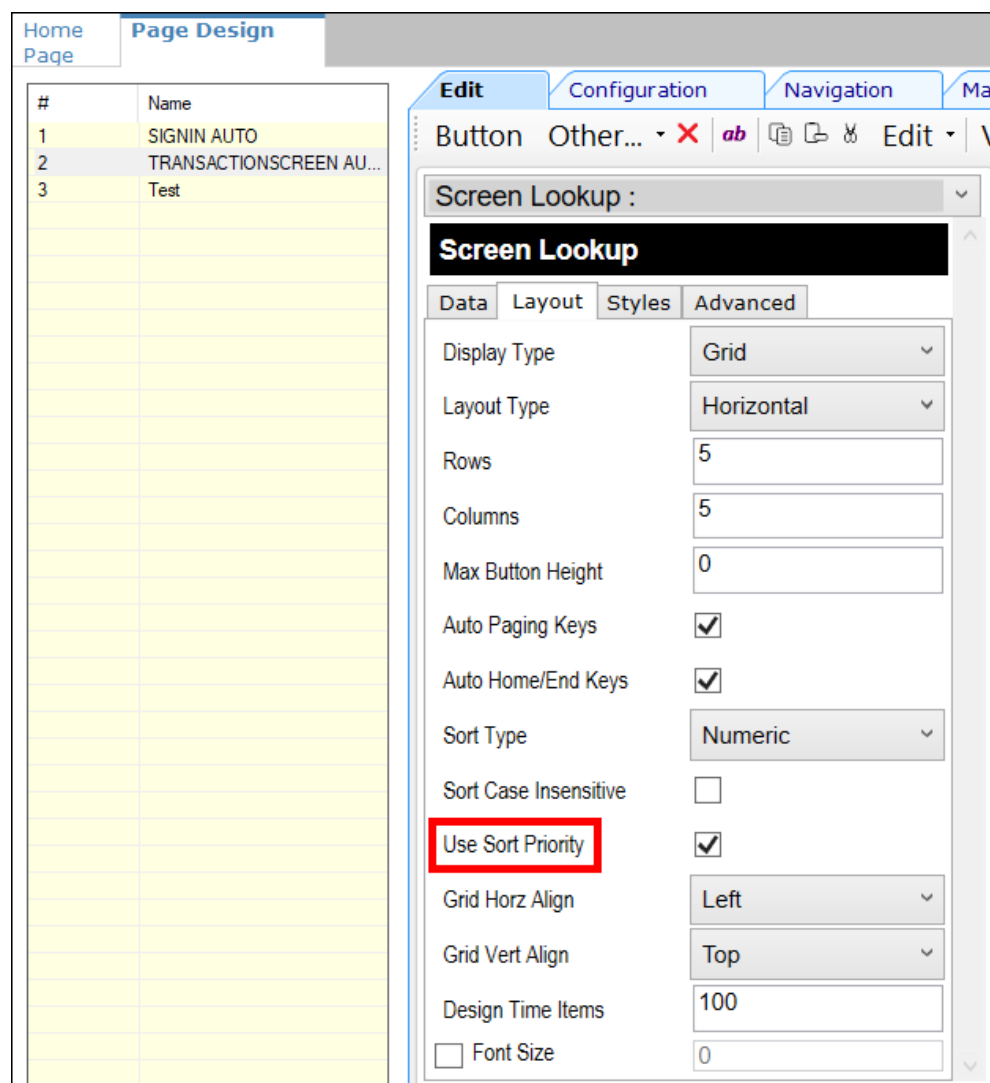 Home Page
Page Design
# Name
1 SIGNIN AUTO
2 TRANSACTIONSCREEN AU...
3 Test
Edit Configuration Navigation Ma
Button Other... ab Edit
Screen Lookup :
Screen Lookup
Data Layout Styles Advanced
Display Type Grid
Layout Type Horizontal
Rows 5
Columns 5
Max Button Height 0
Auto Paging Keys
Auto Home/End Keys
Sort Type Numeric
Sort Case Insensitive
Use Sort Priority
Grid Horz Align Left
Grid Vert Align Top
Design Time Items 100
Font Size 0